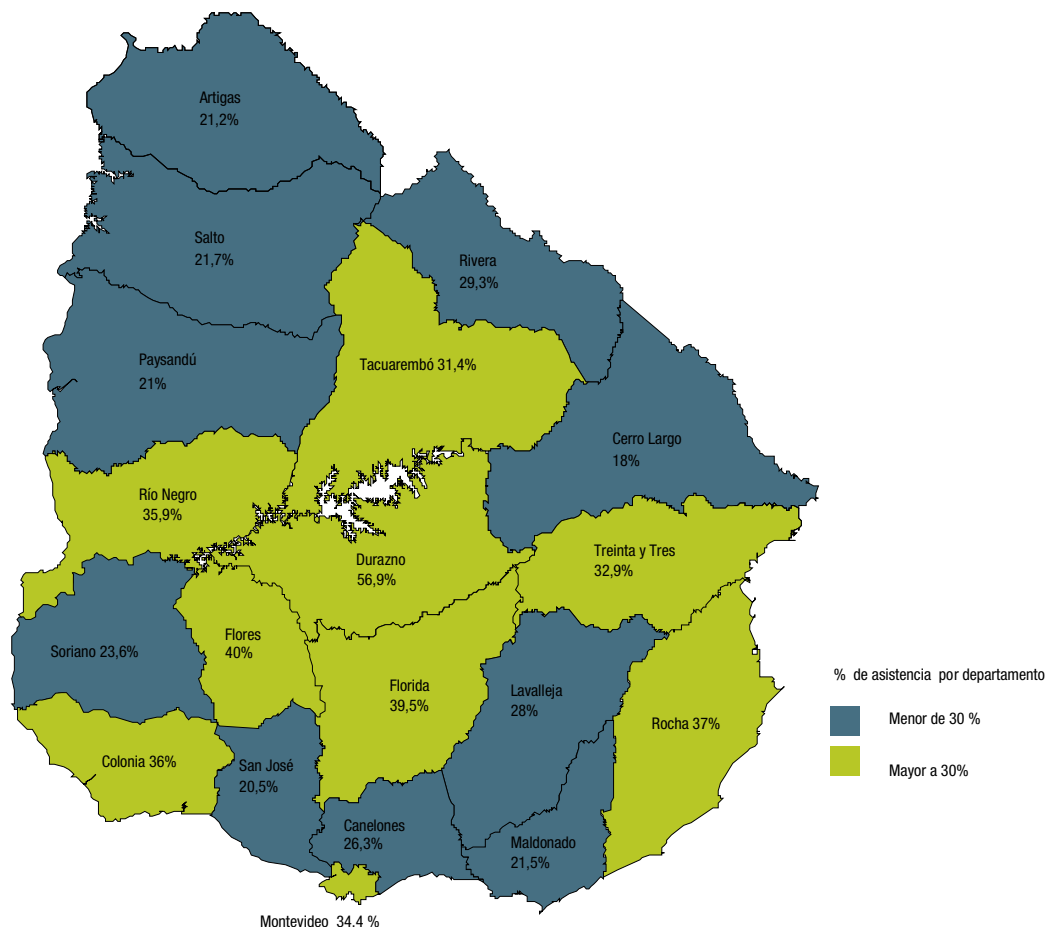 Artigas
21,2%
Salto
21,7%
Rivera
29,3%
Paysandú
21%
Tacuarembó 31,4%
Cerro Largo
18%
Río Negro
35,9%
Durazno
56,9%
Treinta y Tres
32,9%
Soriano 23,6%
Flores
40%
Florida
39,5%
Lavalleja
28%
Rocha 37%
Colonia 36%
San José
20,5%
Canelones
26,3%
Maldonado
21,5%
Montevideo 34.4 %
% de asistencia por departamento
Menor de 30 %
Mayor a 30%